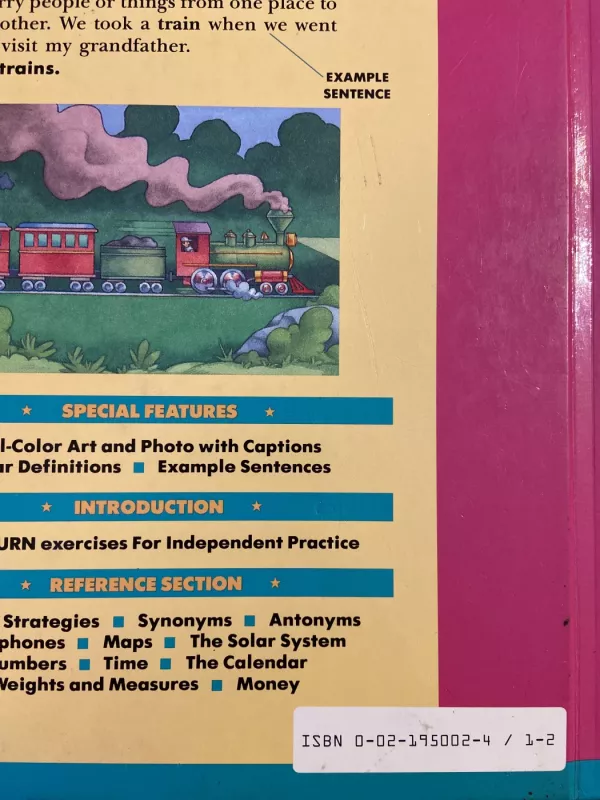 rry people or things from one place to
other. We took a train when we went
visit my grandfather.
trains.
EXAMPLE
SENTENCE
★ SPECIAL FEATURES ★
l-Color Art and Photo with Captions
ar Definitions ■ Example Sentences
★ INTRODUCTION ★
URN exercises For Independent Practice
★ REFERENCE SECTION ★
Strategies ■ Synonyms ■ Antonyms
phones ■ Maps ■ The Solar System
umbers ■ Time ■ The Calendar
Weights and Measures ■ Money
ISBN 0-02-195002-4 / 1-2